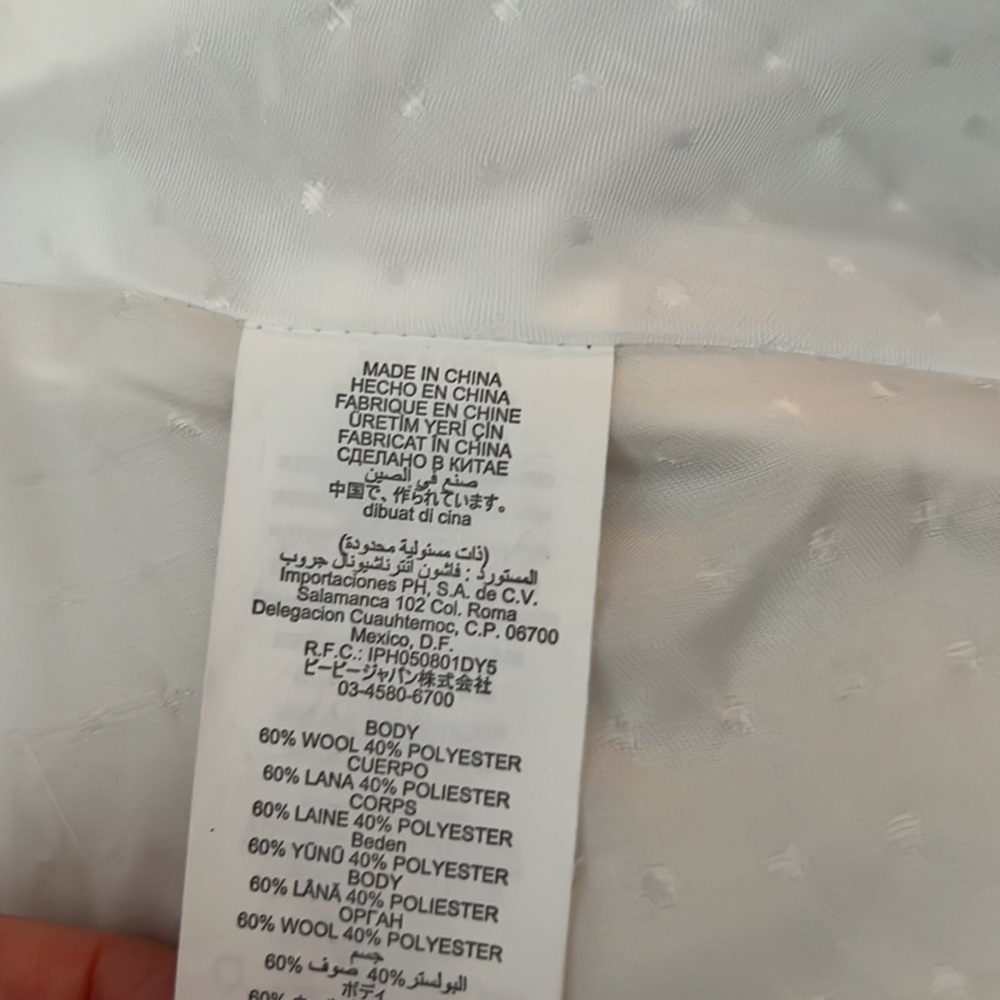 MADE IN CHINA
HECHO EN CHINA
FABRIQUE EN CHINE
ÜRETİM YERİ ÇİN
FABRICAT ÎN CHINA
СДЕЛАНО В КИТАЕ
صنع في الصين
中国で、作られています。
dibuat di cina
(ذات مسئولية محدودة)
المستورد : فاشون انترناشيونال جروب
Importaciones PH, S.A. de C.V.
Salamanca 102 Col. Roma
Delegacion Cuauhtemoc, C.P. 06700
Mexico, D.F.
R.F.C.: IPH050801DY5
ビービージャパン株式会社
03-4580-6700
BODY
60% WOOL 40% POLYESTER
CUERPO
60% LANA 40% POLIESTER
CORPS
60% LAINE 40% POLYESTER
Beden
60% YÜNÜ 40% POLYESTER
BODY
60% LÂNĂ 40% POLIESTER
ОРГАН
60% WOOL 40% POLYESTER
جسم
60% صوف 40% البولستر
ボディ
60%